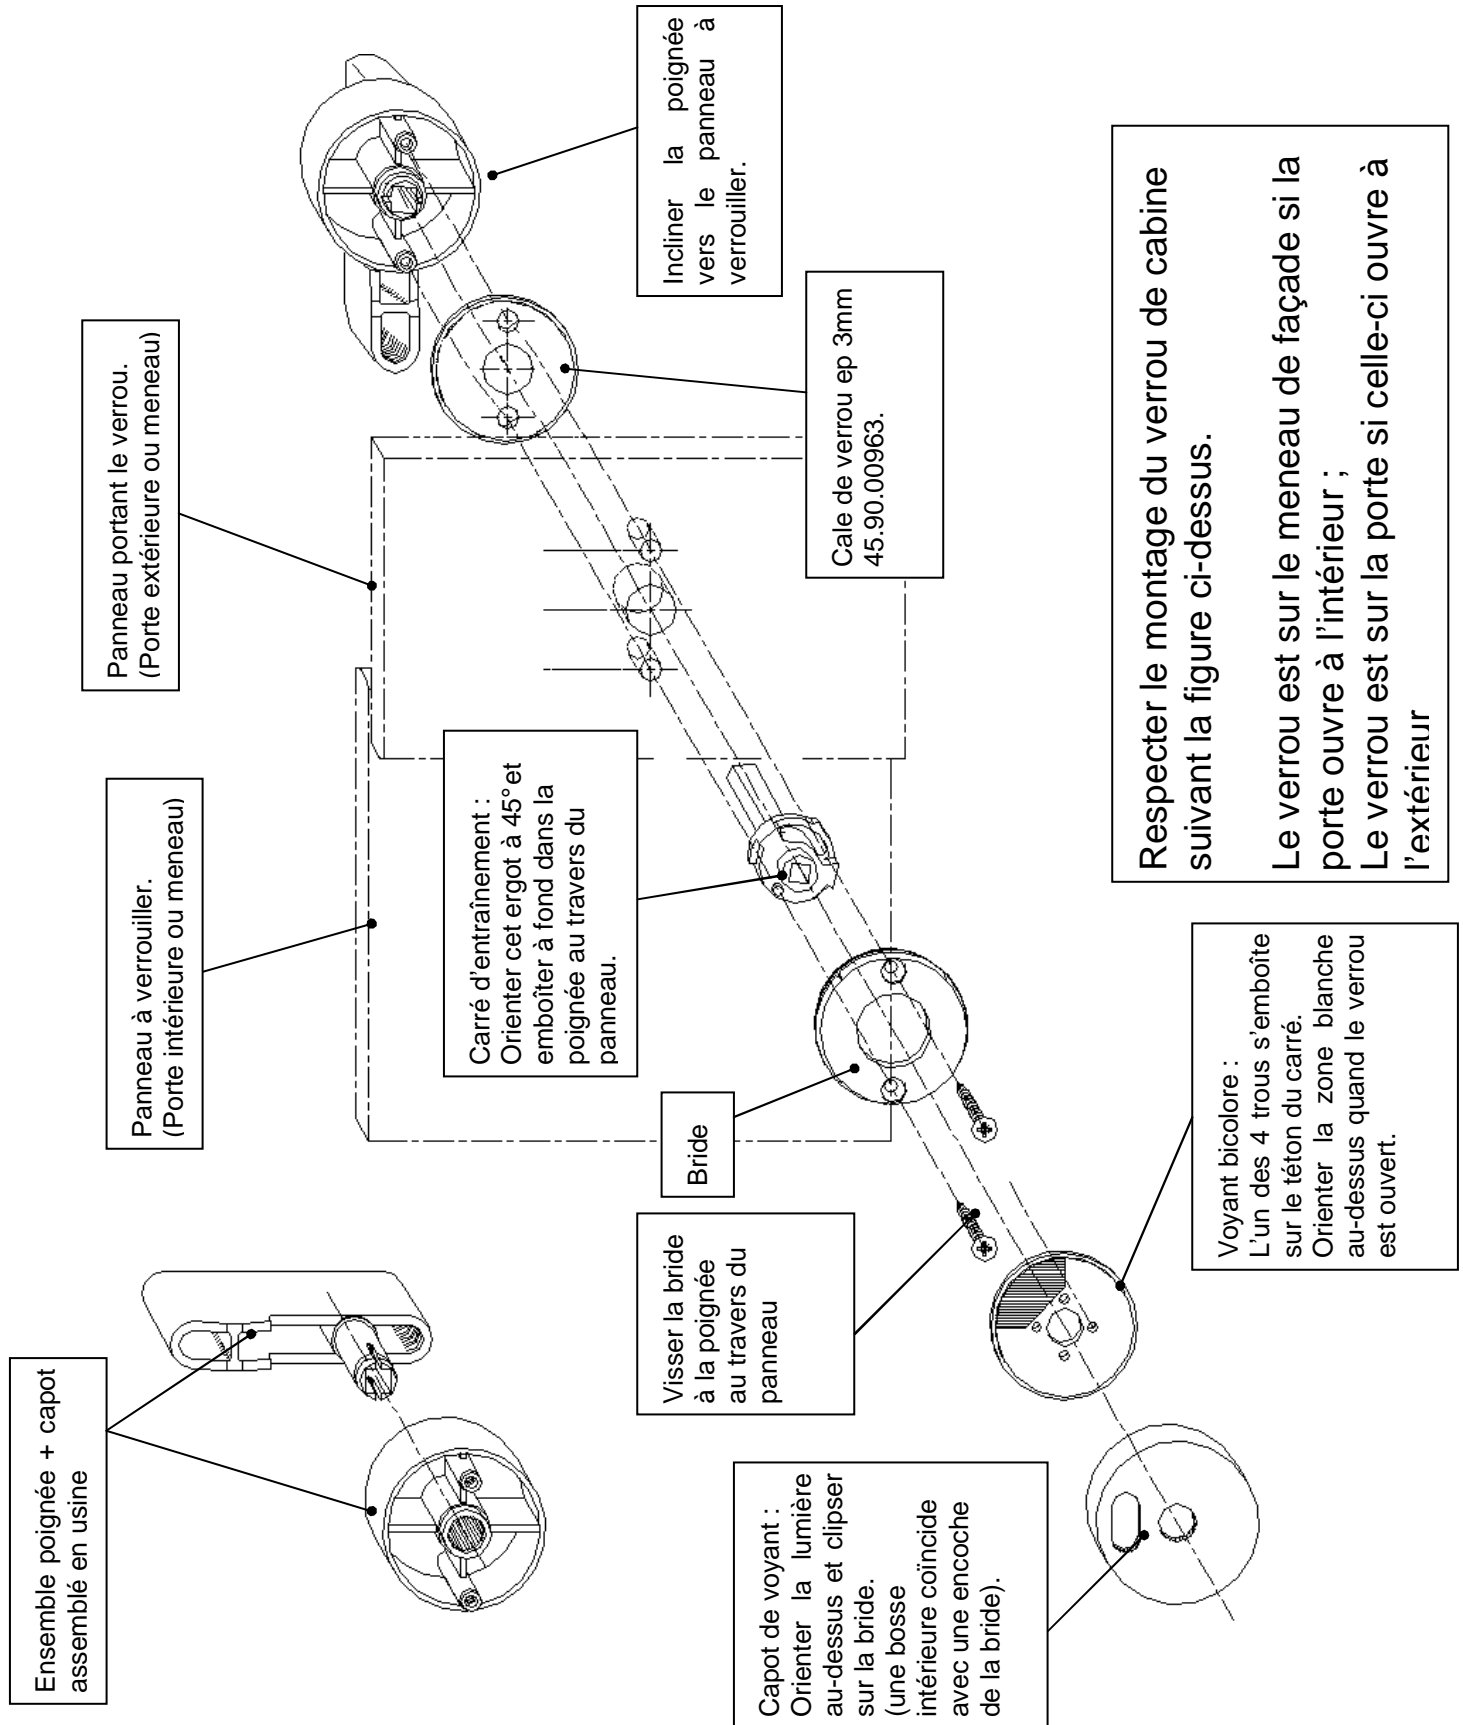 Ensemble poignée + capot
assemblé en usine
Panneau à verrouiller.
(Porte intérieure ou meneau)
Panneau portant le verrou.
(Porte extérieure ou meneau)
Carré d’entraînement :
Orienter cet ergot à 45° et
emboîter à fond dans la
poignée au travers du
panneau.
Incliner la poignée
vers le panneau à
verrouiller.
Bride
Visser la bride
à la poignée
au travers du
panneau
Cale de verrou ep 3mm
45.90.00963.
Capot de voyant :
Orienter la lumière
au-dessus et clipser
sur la bride.
(une bosse
intérieure coïncide
avec une encoche
de la bride).
Voyant bicolore :
L’un des 4 trous s’emboîte
sur le téton du carré.
Orienter la zone blanche
au-dessus quand le verrou
est ouvert.
Respecter le montage du verrou de cabine
suivant la figure ci-dessus.
Le verrou est sur le meneau de façade si la
porte ouvre à l’intérieur ;
Le verrou est sur la porte si celle-ci ouvre à
l’extérieur